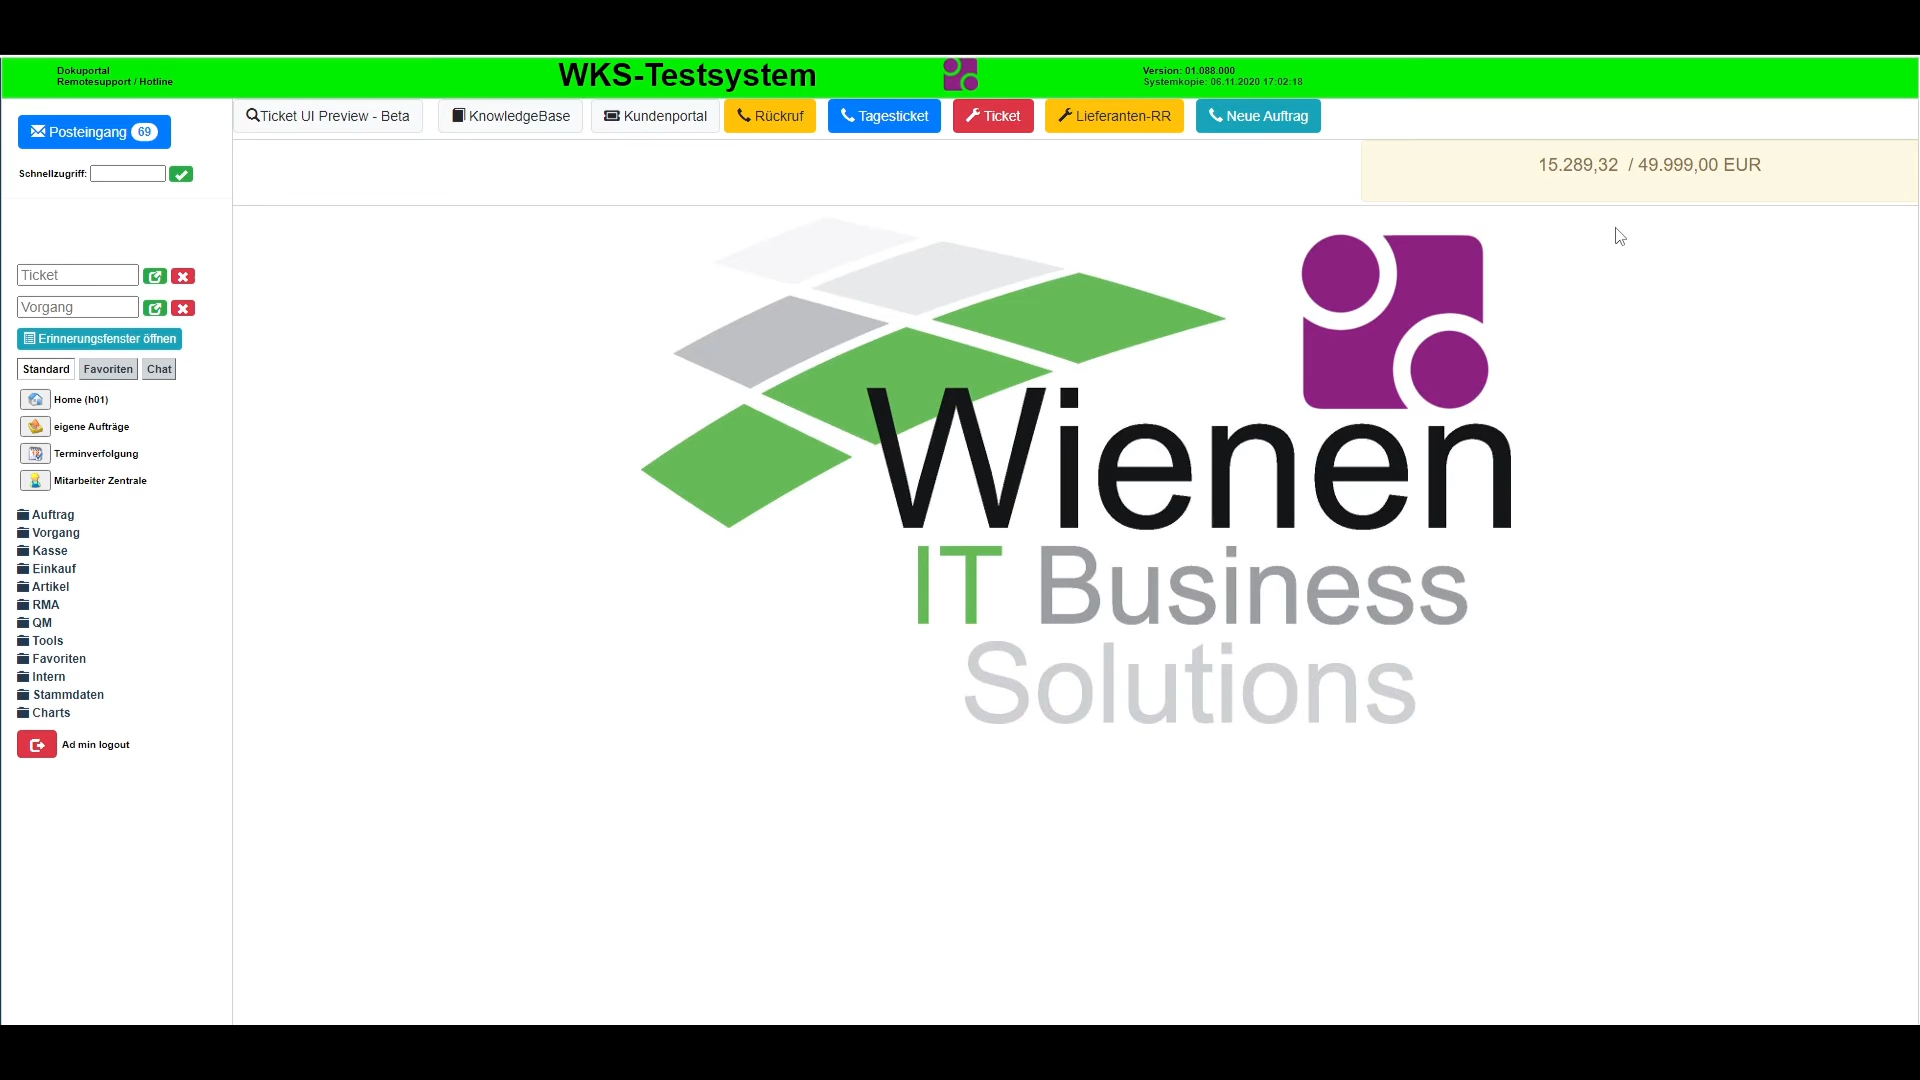 Dokuportal
Remotesupport / Hotline
WKS-Testsystem
Version: 01.088.000
Systemkopie: 06.11.2020 17:02:18
Posteingang 69
Ticket UI Preview - Beta
KnowledgeBase
Kundenportal
Rückruf
Tagesticket
Ticket
Lieferanten-RR
Neue Auftrag
Schnellzugriff:
15.289,32 / 49.999,00 EUR
Ticket
Vorgang
Erinnerungsfenster öffnen
Standard
Favoriten
Chat
Home (h01)
eigene Aufträge
Terminverfolgung
Mitarbeiter Zentrale
Auftrag
Vorgang
Kasse
Einkauf
Artikel
RMA
QM
Tools
Favoriten
Intern
Stammdaten
Charts
Ad min logout
Wienen
IT Business
Solutions